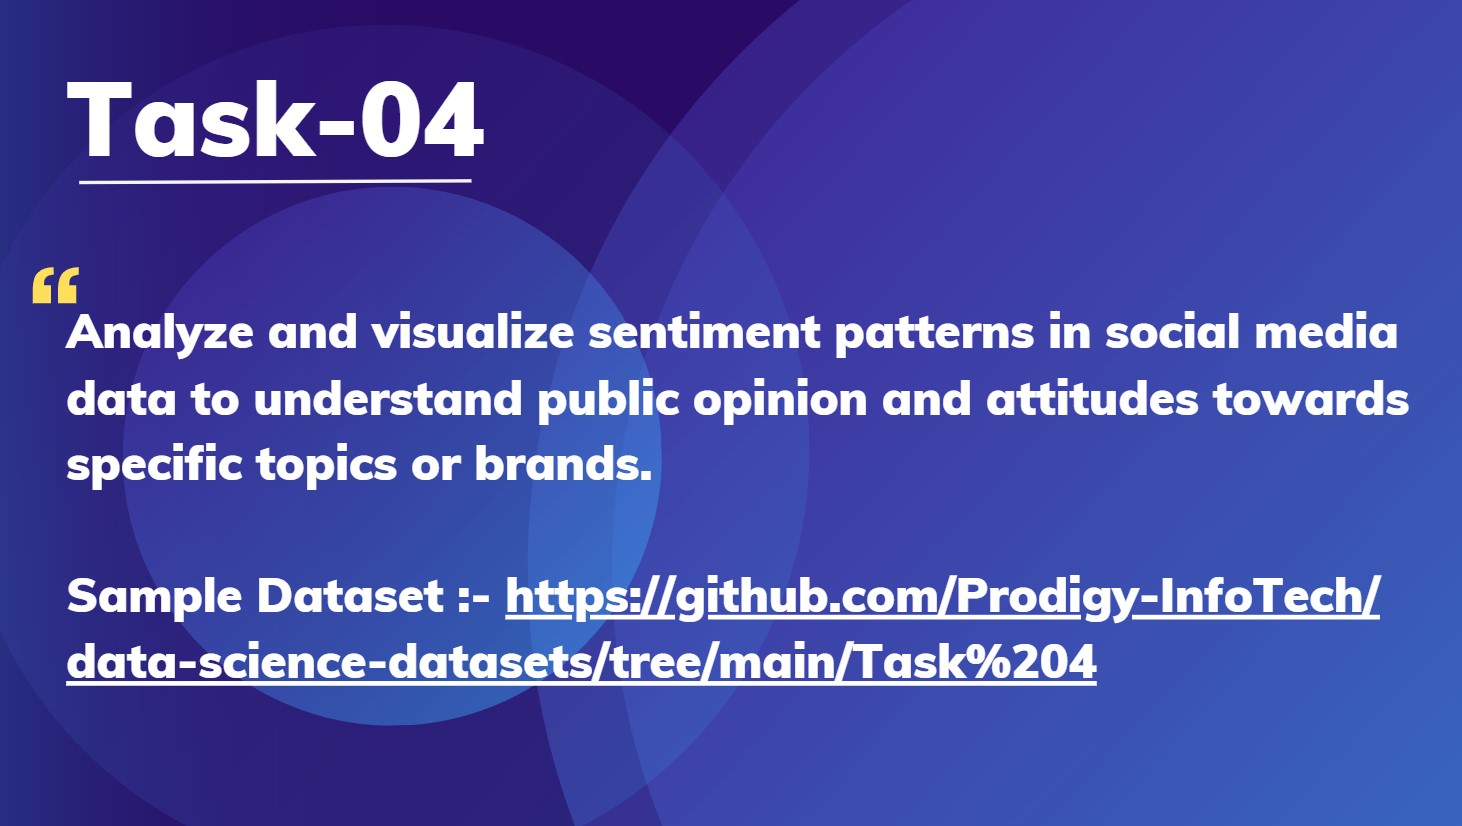 Task-04
“
Analyze and visualize sentiment patterns in social media
data to understand public opinion and attitudes towards
specific topics or brands.
Sample Dataset :- https://github.com/Prodigy-InfoTech/
data-science-datasets/tree/main/Task%204